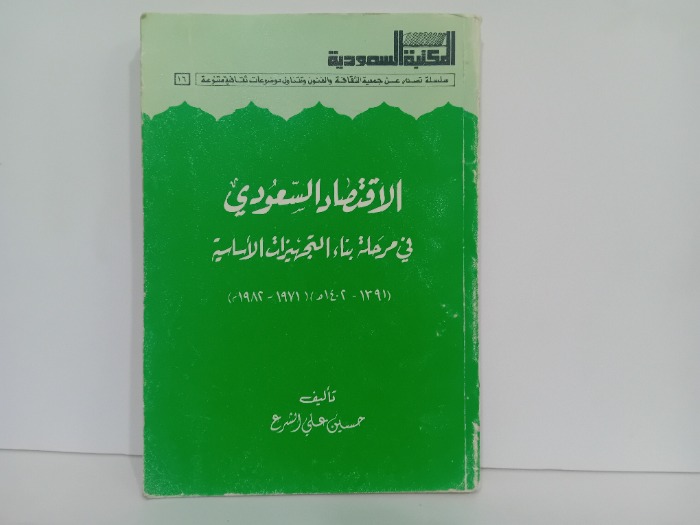 المكتبة السعودية
سلسلة تصدر عن جمعية الثقافة والفنون وتتناول موضوعات ثقافية متنوعة
١٦
الاقتصاد السعودي
في مرحلة بناء التجهيزات الأساسية
(١٣٩١ - ١٤٠٢هـ) (١٩٧١ - ١٩٨٢م)
تأليف
حسين علي الشرع